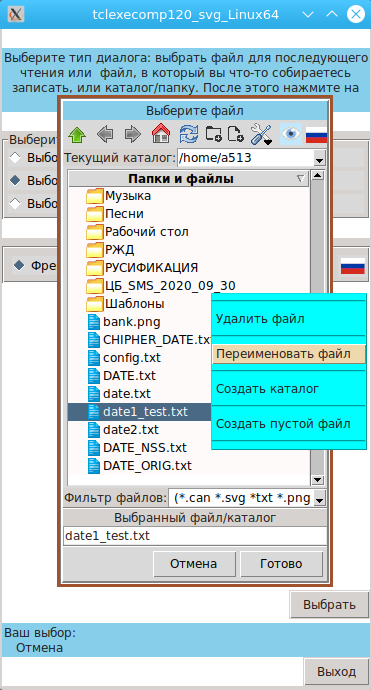 tclexecomp120_svg_Linux64
Выберите тип диалога: выбрать файл для последующего
чтения или файл, в который вы что-то собираетесь
записать, или каталог/папку. После этого нажмите на
Выберите файл
Выбери
Выбо
Выбо
Выбо
Фре
Текущий каталог: /home/a513
Папки и файлы
Музыка
Песни
Рабочий стол
РЖД
РУСИФИКАЦИЯ
ЦБ_SMS_2020_09_30
Шаблоны
bank.png
CHIPHER_DATE.txt
config.txt
DATE.txt
date.txt
date1_test.txt
date2.txt
DATE_NSS.txt
DATE_ORIG.txt
Удалить файл
Переименовать файл
Создать каталог
Создать пустой файл
Фильтр файлов: (*.can *.svg *txt *.png
Выбранный файл/каталог
date1_test.txt
Отмена Готово
Выбрать
Ваш выбор:
Отмена
Выход